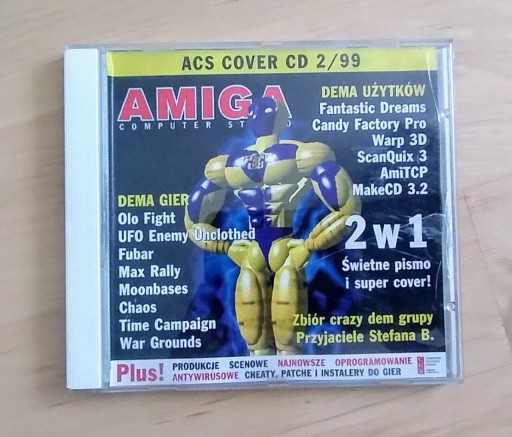 ACS COVER CD 2/99
AMIGA
COMPUTER STUDIO
DEMA UŻYTKÓW
Fantastic Dreams
Candy Factory Pro
Warp 3D
ScanQuix 3
AmiTCP
MakeCD 3.2
DEMA GIER
Olo Fight
UFO Enemy Unclothed
Fubar
Max Rally
Moonbases
Chaos
Time Campaign
War Grounds
2 w 1
Świetne pismo
i super cover!
Zbiór crazy dem grupy
Przyjaciele Stefana B.
Plus! PRODUKCJE SCENOWE NAJNOWSZE OPROGRAMOWANIE
ANTYWIRUSOWE CHEATY, PATCHE I INSTALERY DO GIER